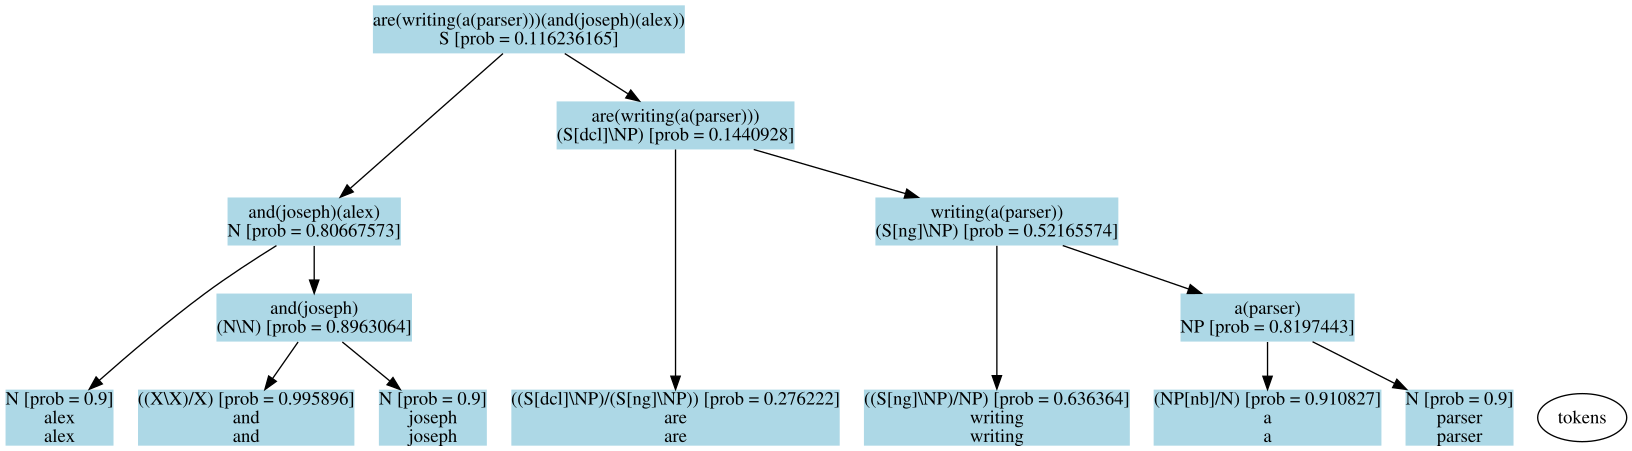 are(writing(a(parser)))(and(joseph)(alex))
S [prob = 0.116236165]
are(writing(a(parser)))
(S[dcl]\NP) [prob = 0.1440928]
and(joseph)(alex)
N [prob = 0.80667573]
writing(a(parser))
(S[ng]\NP) [prob = 0.52165574]
and(joseph)
(N\N) [prob = 0.8963064]
a(parser)
NP [prob = 0.8197443]
N [prob = 0.9]
alex
alex
((X\X)/X) [prob = 0.995896]
and
and
N [prob = 0.9]
joseph
joseph
((S[dcl]\NP)/(S[ng]\NP)) [prob = 0.276222]
are
are
((S[ng]\NP)/NP) [prob = 0.636364]
writing
writing
(NP[nb]/N) [prob = 0.910827]
a
a
N [prob = 0.9]
parser
parser
tokens